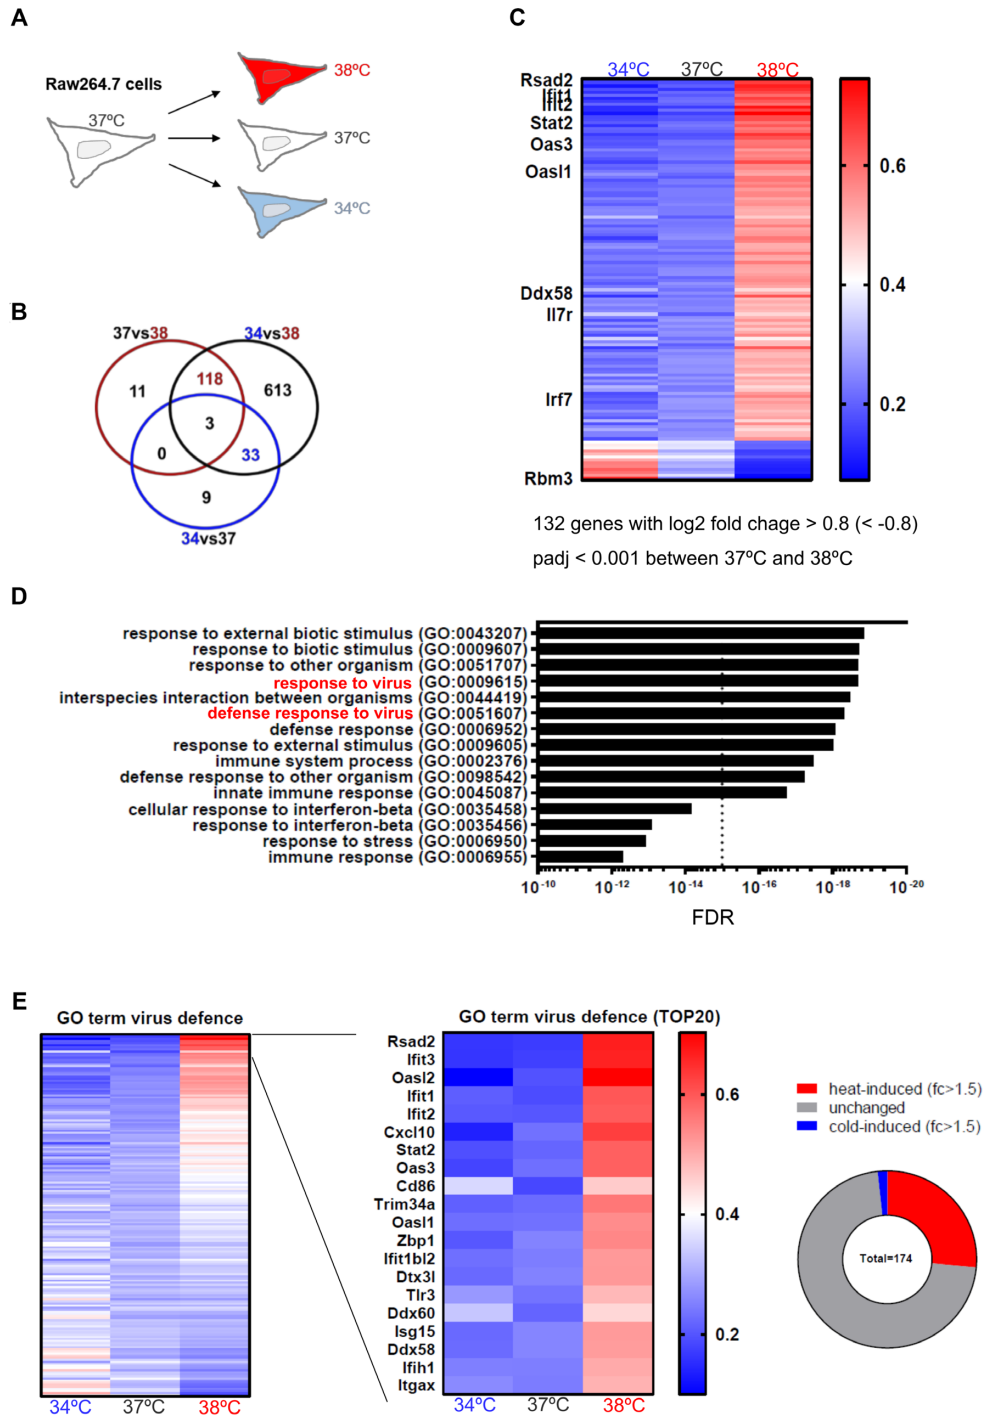 A
Raw264.7 cells
37ºC
38ºC
37ºC
34ºC
B
37vs38
34vs38
11
118
613
3
0
33
9
34vs37
C
34ºC 37ºC 38ºC
Rsad2
Ifit1
Ifit2
Stat2
Oas3
Oasl1
Ddx58
Il7r
Irf7
Rbm3
0.6
0.4
0.2
132 genes with log2 fold chage > 0.8 (< -0.8)
padj < 0.001 between 37ºC and 38ºC
D
response to external biotic stimulus (GO:0043207)
response to biotic stimulus (GO:0009607)
response to other organism (GO:0051707)
response to virus (GO:0009615)
interspecies interaction between organisms (GO:0044419)
defense response to virus (GO:0051607)
defense response (GO:0006952)
response to external stimulus (GO:0009605)
immune system process (GO:0002376)
defense response to other organism (GO:0098542)
innate immune response (GO:0045087)
cellular response to interferon-beta (GO:0035458)
response to interferon-beta (GO:0035456)
response to stress (GO:0006950)
immune response (GO:0006955)
10-10 10-12 10-14 10-16 10-18 10-20
FDR
E
GO term virus defence
34ºC 37ºC 38ºC
GO term virus defence (TOP20)
Rsad2
Ifit3
Oasl2
Ifit1
Ifit2
Cxcl10
Stat2
Oas3
Cd86
Trim34a
Oasl1
Zbp1
Ifit1bl2
Dtx3l
Tlr3
Ddx60
Isg15
Ddx58
Ifih1
Itgax
34ºC 37ºC 38ºC
0.6
0.4
0.2
heat-induced (fc>1.5)
unchanged
cold-induced (fc>1.5)
Total=174